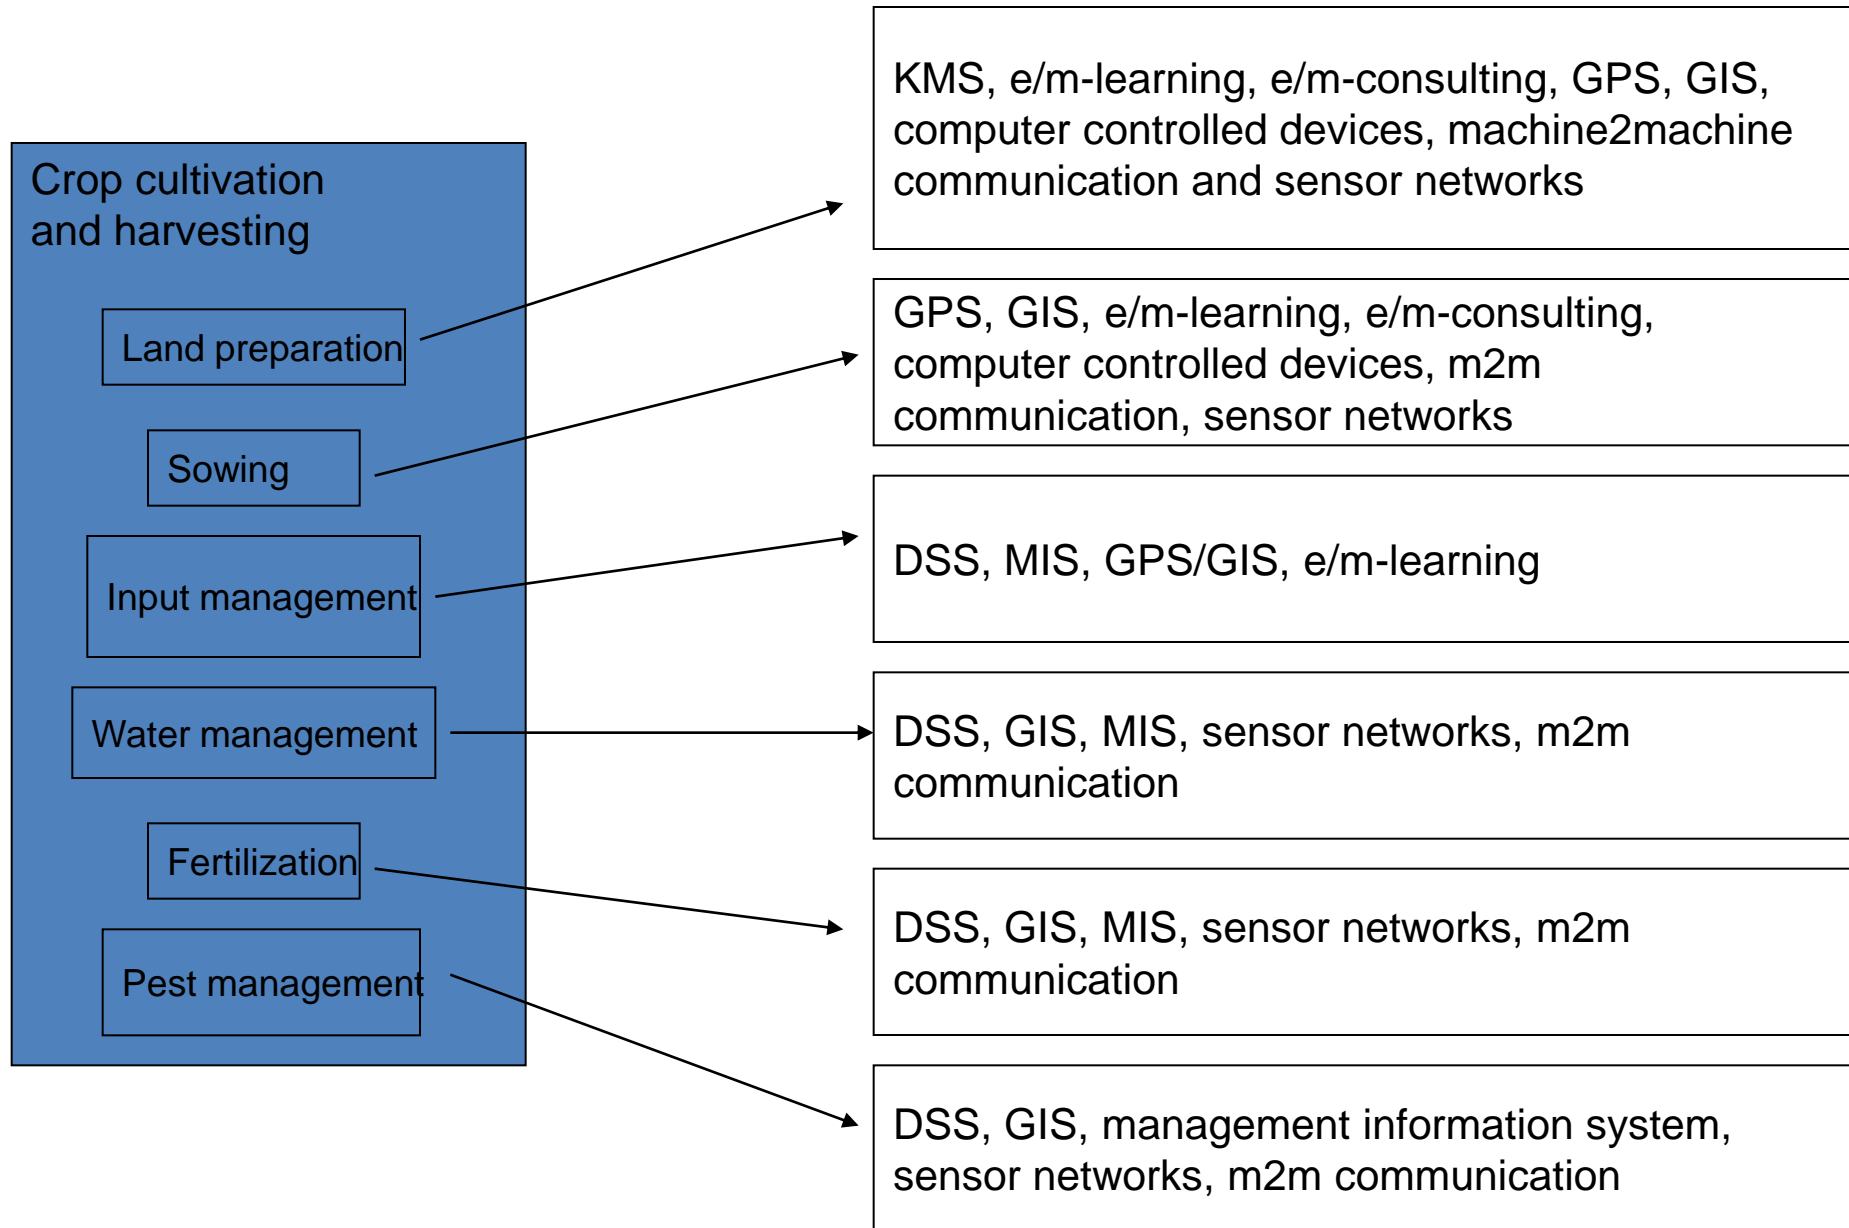 Crop cultivation
and harvesting
Land preparation
Sowing
Input management
Water management
Fertilization
Pest management
KMS, e/m-learning, e/m-consulting, GPS, GIS,
computer controlled devices, machine2machine
communication and sensor networks
GPS, GIS, e/m-learning, e/m-consulting,
computer controlled devices, m2m
communication, sensor networks
DSS, MIS, GPS/GIS, e/m-learning
DSS, GIS, MIS, sensor networks, m2m
communication
DSS, GIS, MIS, sensor networks, m2m
communication
DSS, GIS, management information system,
sensor networks, m2m communication